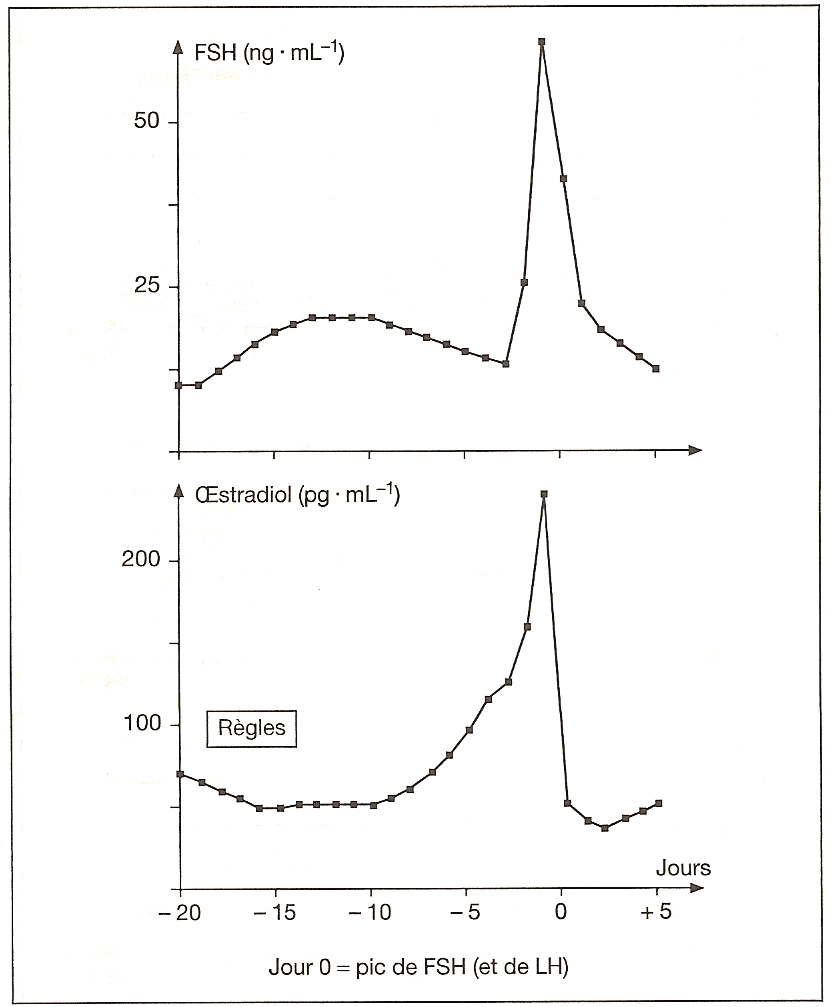 FSH (ng · mL–1)
50
25
Œstradiol (pg · mL–1)
200
100
Règles
Jours
– 20 – 15 – 10 – 5 0 + 5
Jour 0 = pic de FSH (et de LH)